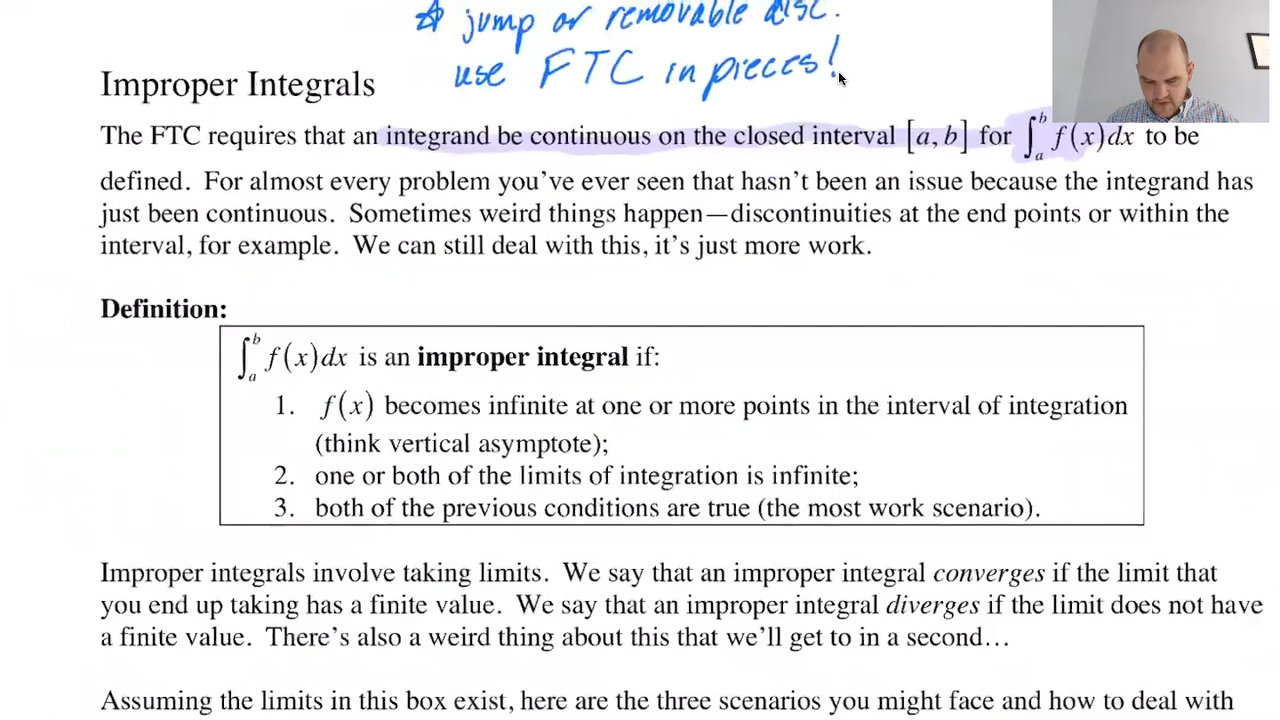 ☆ jump or removable disc.
use FTC in pieces!
Improper Integrals
The FTC requires that an integrand be continuous on the closed interval [a, b] for ∫_a^b f(x)dx to be
defined. For almost every problem you've ever seen that hasn't been an issue because the integrand has
just been continuous. Sometimes weird things happen—discontinuities at the end points or within the
interval, for example. We can still deal with this, it's just more work.
Definition:
∫_a^b f(x)dx is an improper integral if:
1. f(x) becomes infinite at one or more points in the interval of integration
(think vertical asymptote);
2. one or both of the limits of integration is infinite;
3. both of the previous conditions are true (the most work scenario).
Improper integrals involve taking limits. We say that an improper integral converges if the limit that
you end up taking has a finite value. We say that an improper integral diverges if the limit does not have
a finite value. There's also a weird thing about this that we'll get to in a second…
Assuming the limits in this box exist, here are the three scenarios you might face and how to deal with